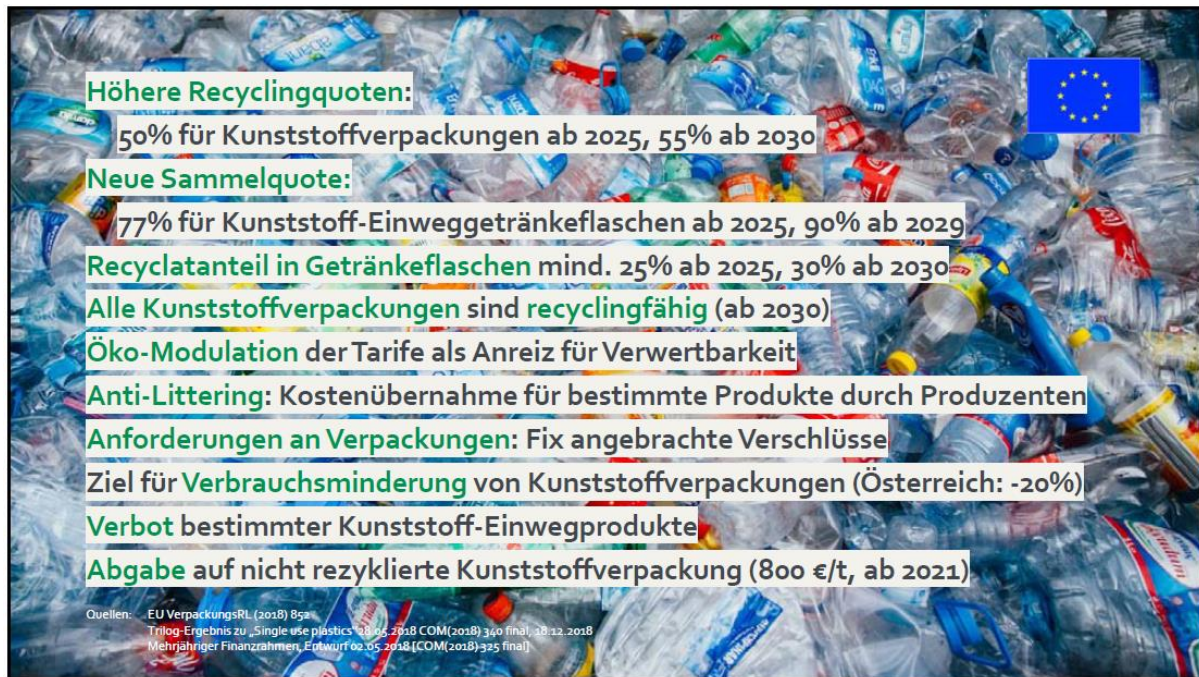 Höhere Recyclingquoten:
50% für Kunststoffverpackungen ab 2025, 55% ab 2030
Neue Sammelquote:
77% für Kunststoff-Einweggetränkeflaschen ab 2025, 90% ab 2029
Recyclatanteil in Getränkeflaschen mind. 25% ab 2025, 30% ab 2030
Alle Kunststoffverpackungen sind recyclingfähig (ab 2030)
Öko-Modulation der Tarife als Anreiz für Verwertbarkeit
Anti-Littering: Kostenübernahme für bestimmte Produkte durch Produzenten
Anforderungen an Verpackungen: Fix angebrachte Verschlüsse
Ziel für Verbrauchsminderung von Kunststoffverpackungen (Österreich: -20%)
Verbot bestimmter Kunststoff-Einwegprodukte
Abgabe auf nicht rezyklierte Kunststoffverpackung (800 €/t, ab 2021)
Quellen: EU VerpackungsRL (2018) 852
Trilog-Ergebnis zu „Single use plastics" 28.05.2018 COM(2018) 340 final, 18.12.2018
Mehrjähriger Finanzrahmen, Entwurf 02.05.2018 [COM(2018) 325 final]